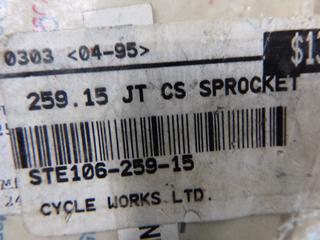 0303 <04-95>
$13
259.15 JT CS SPROCKET
STE106-259-15
CYCLE WORKS LTD.